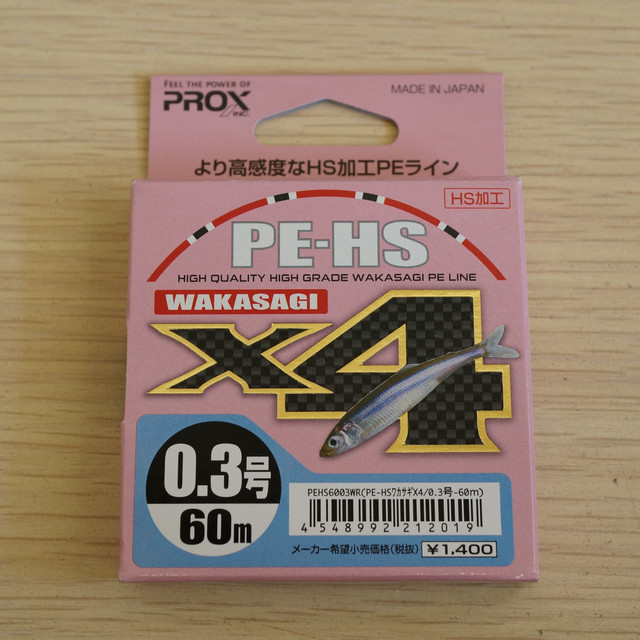 FEEL THE POWER OF
PROX
INC.
MADE IN JAPAN
より高感度なHS加工PEライン
HS加工
PE-HS
HIGH QUALITY HIGH GRADE WAKASAGI PE LINE
WAKASAGI
X4
0.3号
60m
PEHS6003WR(PE-HSワカサギX4/0.3号-60m)
4 548992 212019
メーカー希望小売価格(税抜) ¥1,400